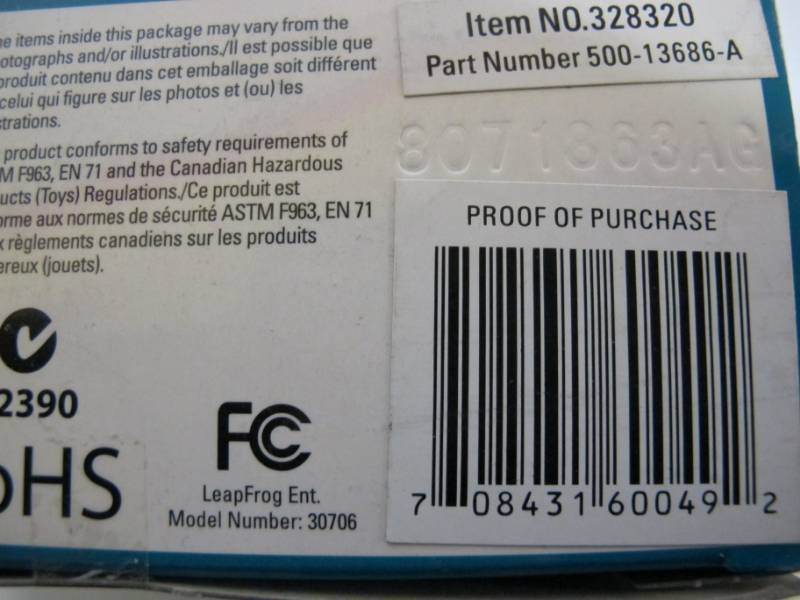 e items inside this package may vary from the
otographs and/or illustrations./Il est possible que
produit contenu dans cet emballage soit différent
celui qui figure sur les photos et (ou) les
strations.
product conforms to safety requirements of
M F963, EN 71 and the Canadian Hazardous
ucts (Toys) Regulations./Ce produit est
orme aux normes de sécurité ASTM F963, EN 71
x règlements canadiens sur les produits
ereux (jouets).
2390
oHS
FC
LeapFrog Ent.
Model Number: 30706
Item NO.328320
Part Number 500-13686-A
8071863AG
PROOF OF PURCHASE
7 08431 60049 2